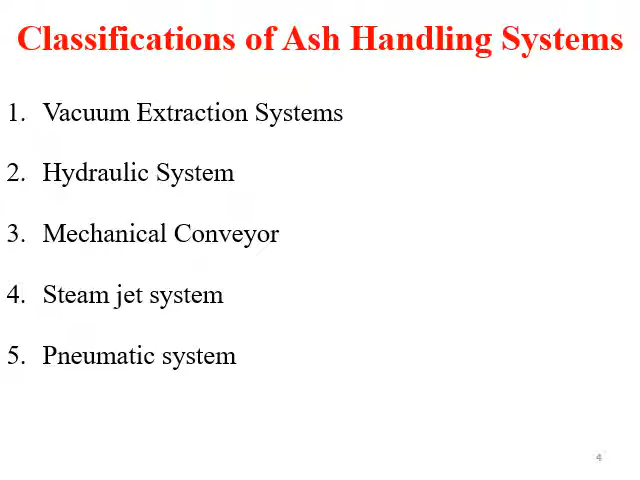 Classifications of Ash Handling Systems
1. Vacuum Extraction Systems
2. Hydraulic System
3. Mechanical Conveyor
4. Steam jet system
5. Pneumatic system
4